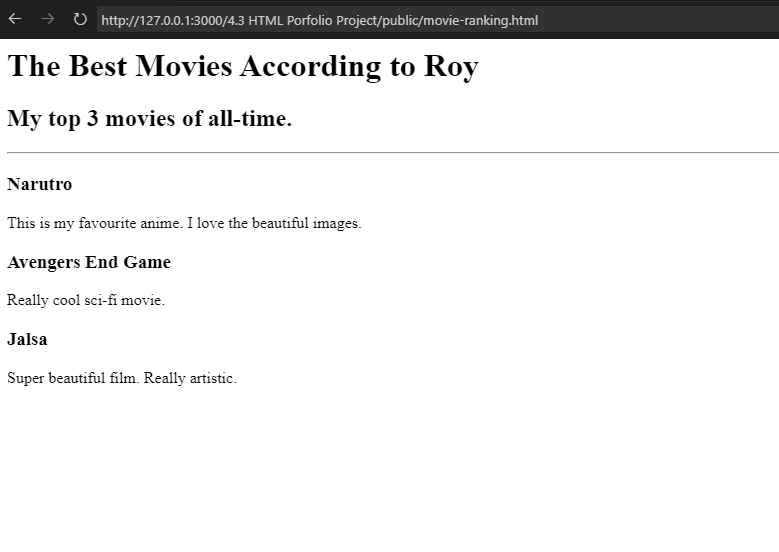 http://127.0.0.1:3000/4.3 HTML Porfolio Project/public/movie-ranking.html
The Best Movies According to Roy
My top 3 movies of all-time.
Narutro
This is my favourite anime. I love the beautiful images.
Avengers End Game
Really cool sci-fi movie.
Jalsa
Super beautiful film. Really artistic.